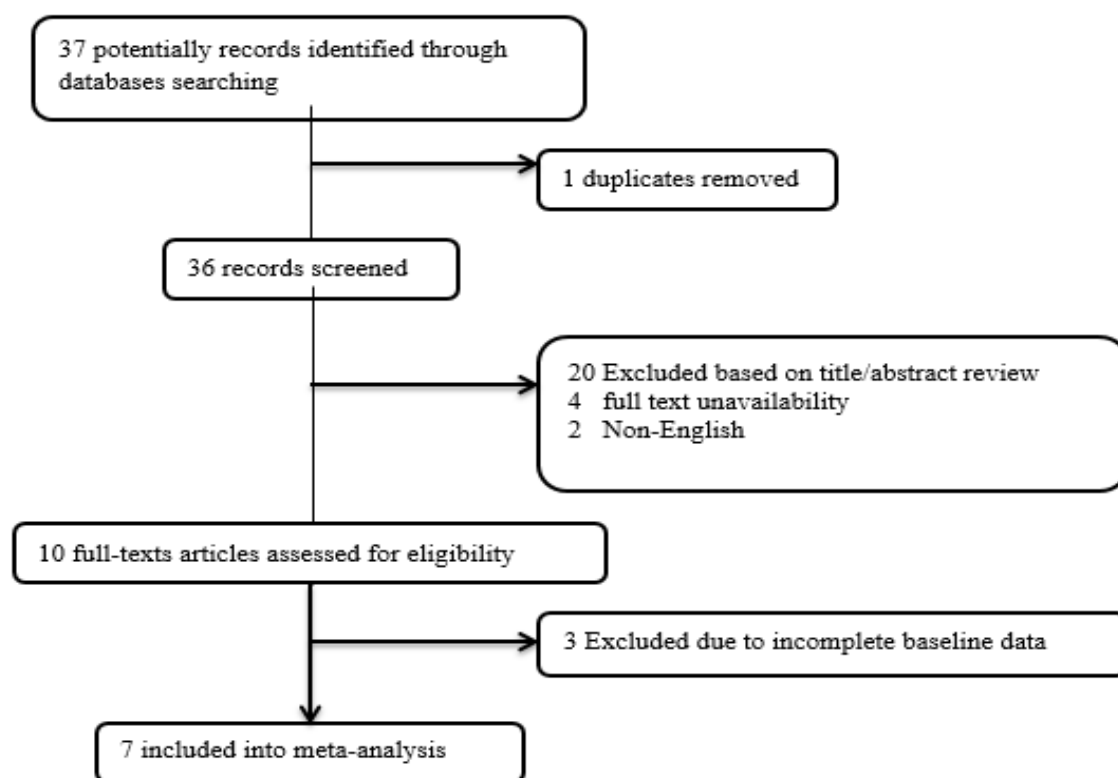 37 potentially records identified through
databases searching
1 duplicates removed
36 records screened
20 Excluded based on title/abstract review
4 full text unavailability
2 Non-English
10 full-texts articles assessed for eligibility
3 Excluded due to incomplete baseline data
7 included into meta-analysis